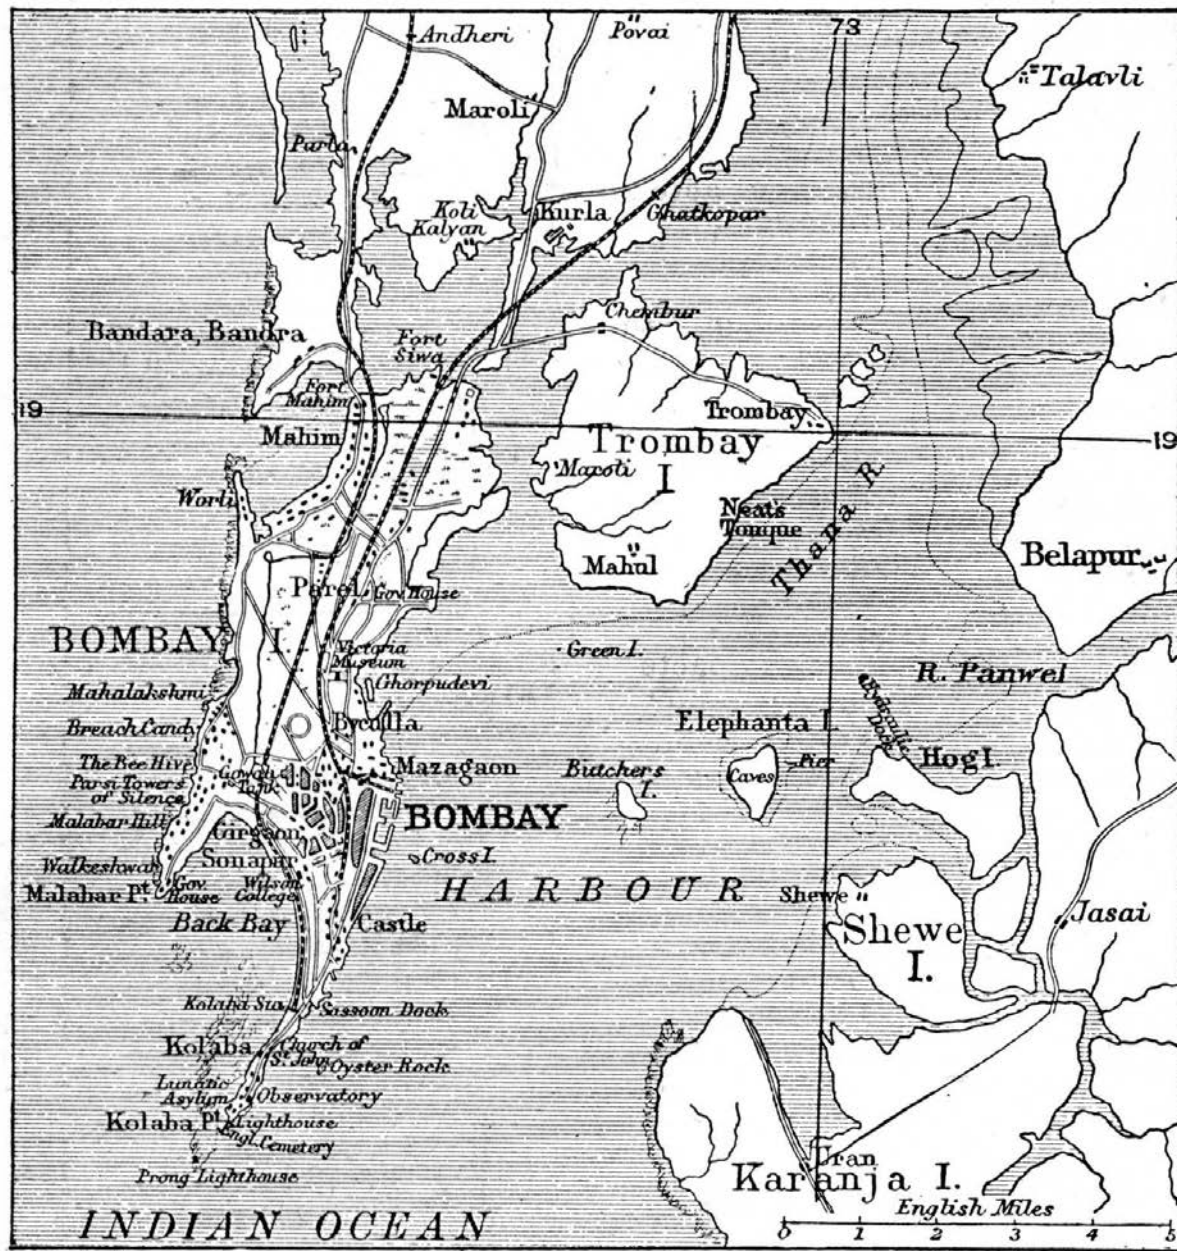 73
Andheri
Povai
Talavli
Maroli
Parla
Koli
Kalyan
Kurla
Ghatkopar
Bandara, Bandra
Fort
Siwa
Chembur
Fort
Mahim
19
Mahim
Trombay
Trombay
I
19
Maroli
Worli
Neat's
Tongue
Thana R.
Mahul
Belapur
Parel
Gov. House
BOMBAY I.
Victoria
Museum
Green I.
R. Panwel
Mahalakshmi
Ghorpudevi
Breach Candy
Byculla
Elephanta I.
Hydraulic
Dock
Hog I.
The Bee Hive
Gowan
Tank
Mazagaon
Butchers
I.
Caves
Pier
Parsi Towers
of Silence
Malabar Hill
Girgaon
BOMBAY
Walkeshwar
Sonapur
Cross I.
Malabar Pt.
Gov.
House
Wilson
College
HARBOUR
Shewe
Back Bay
Castle
Shewe
I.
Jasai
Kolaba Sta.
Sassoon Dock
Kolaba
Church of
St. John
Oyster Rock
Lunatic
Asylum
Observatory
Kolaba Pt.
Lighthouse
Engl. Cemetery
Prong Lighthouse
Uran
Karanja I.
English Miles
INDIAN OCEAN
0 1 2 3 4 5